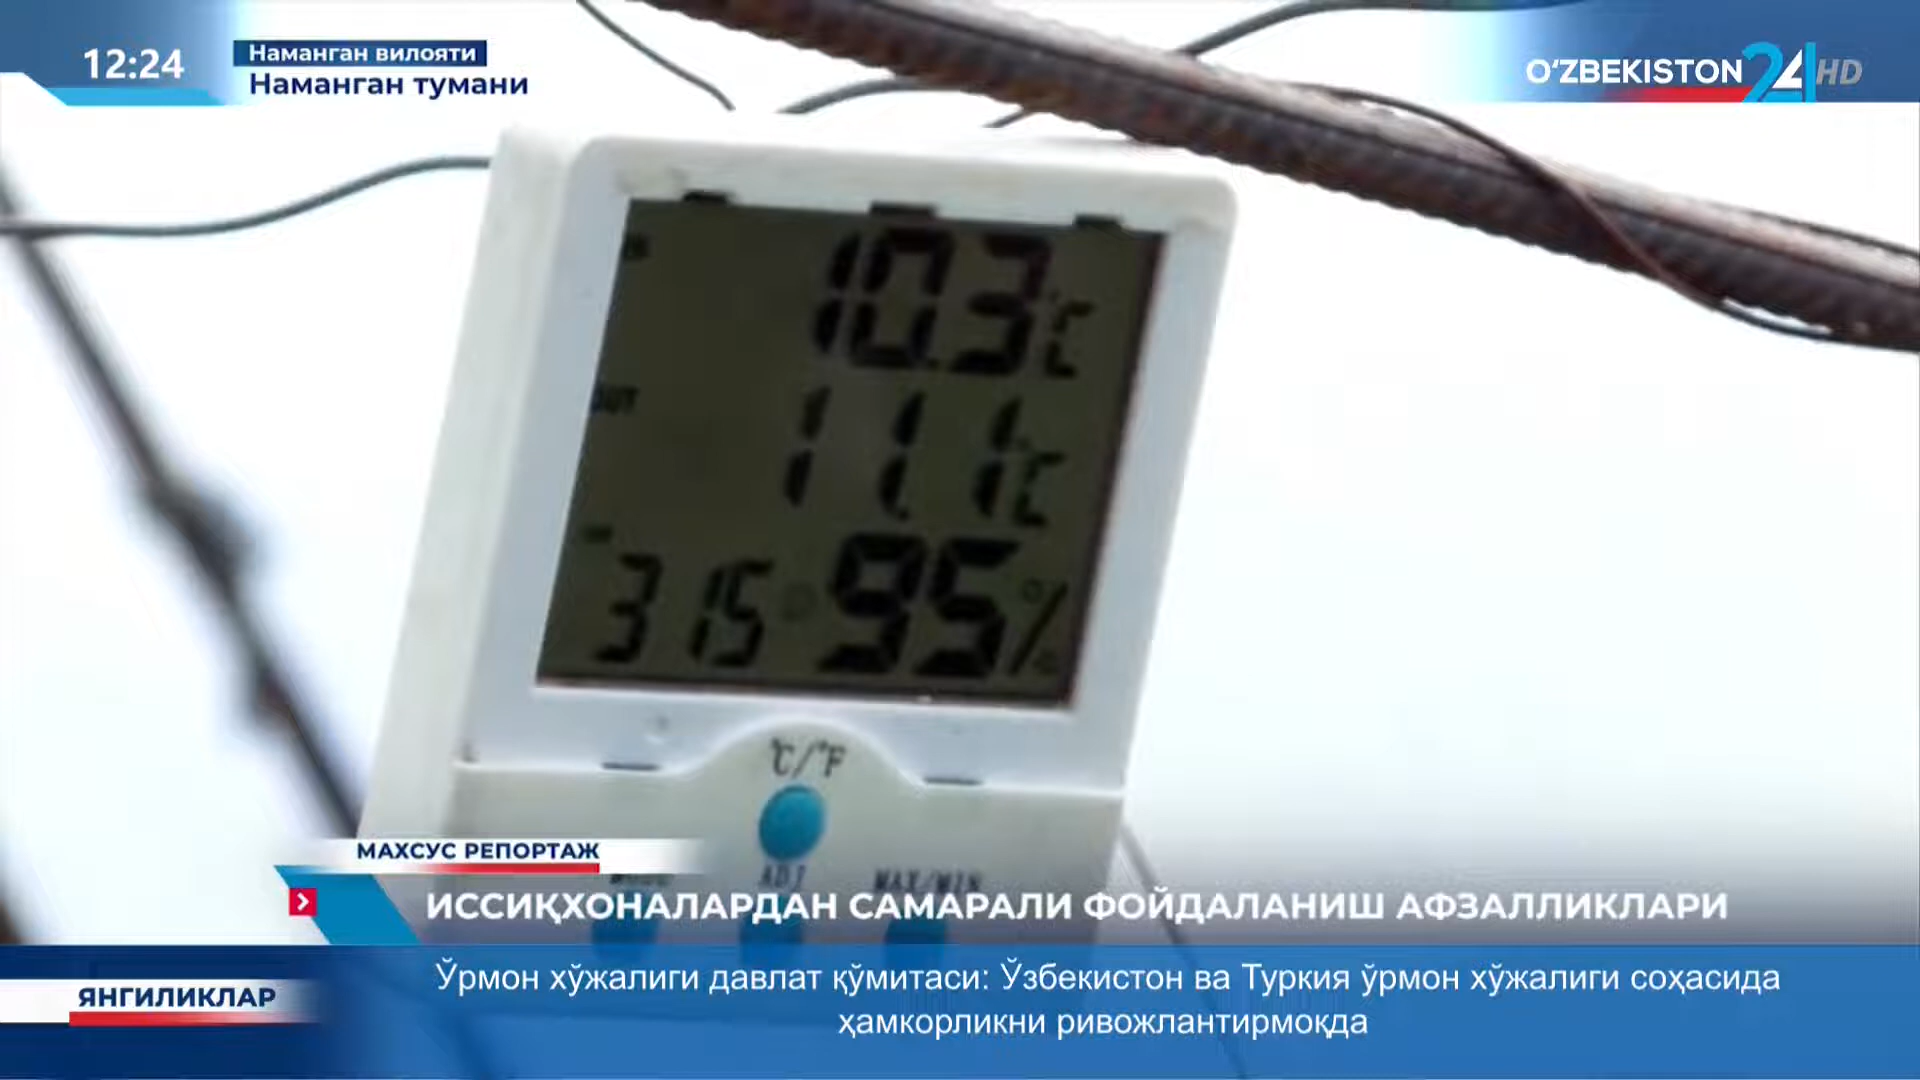 12:24
Наманган вилояти
Наманган тумани
O‘ZBEKISTON 24 HD
10.3 °C
OUT
11.1 °C
3 15 95 %
°C/°F
ADJ
MAX/MIN
МАХСУС РЕПОРТАЖ
ИССИҚХОНАЛАРДАН САМАРАЛИ ФОЙДАЛАНИШ АФЗАЛЛИКЛАРИ
ЯНГИЛИКЛАР
Ўрмон хўжалиги давлат қўмитаси: Ўзбекистон ва Туркия ўрмон хўжалиги соҳасида
ҳамкорликни ривожлантирмоқда